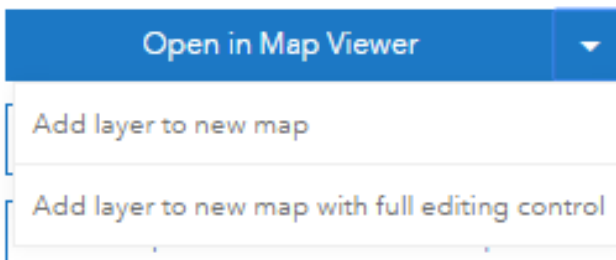 Open in Map Viewer
Add layer to new map
Add layer to new map with full editing control